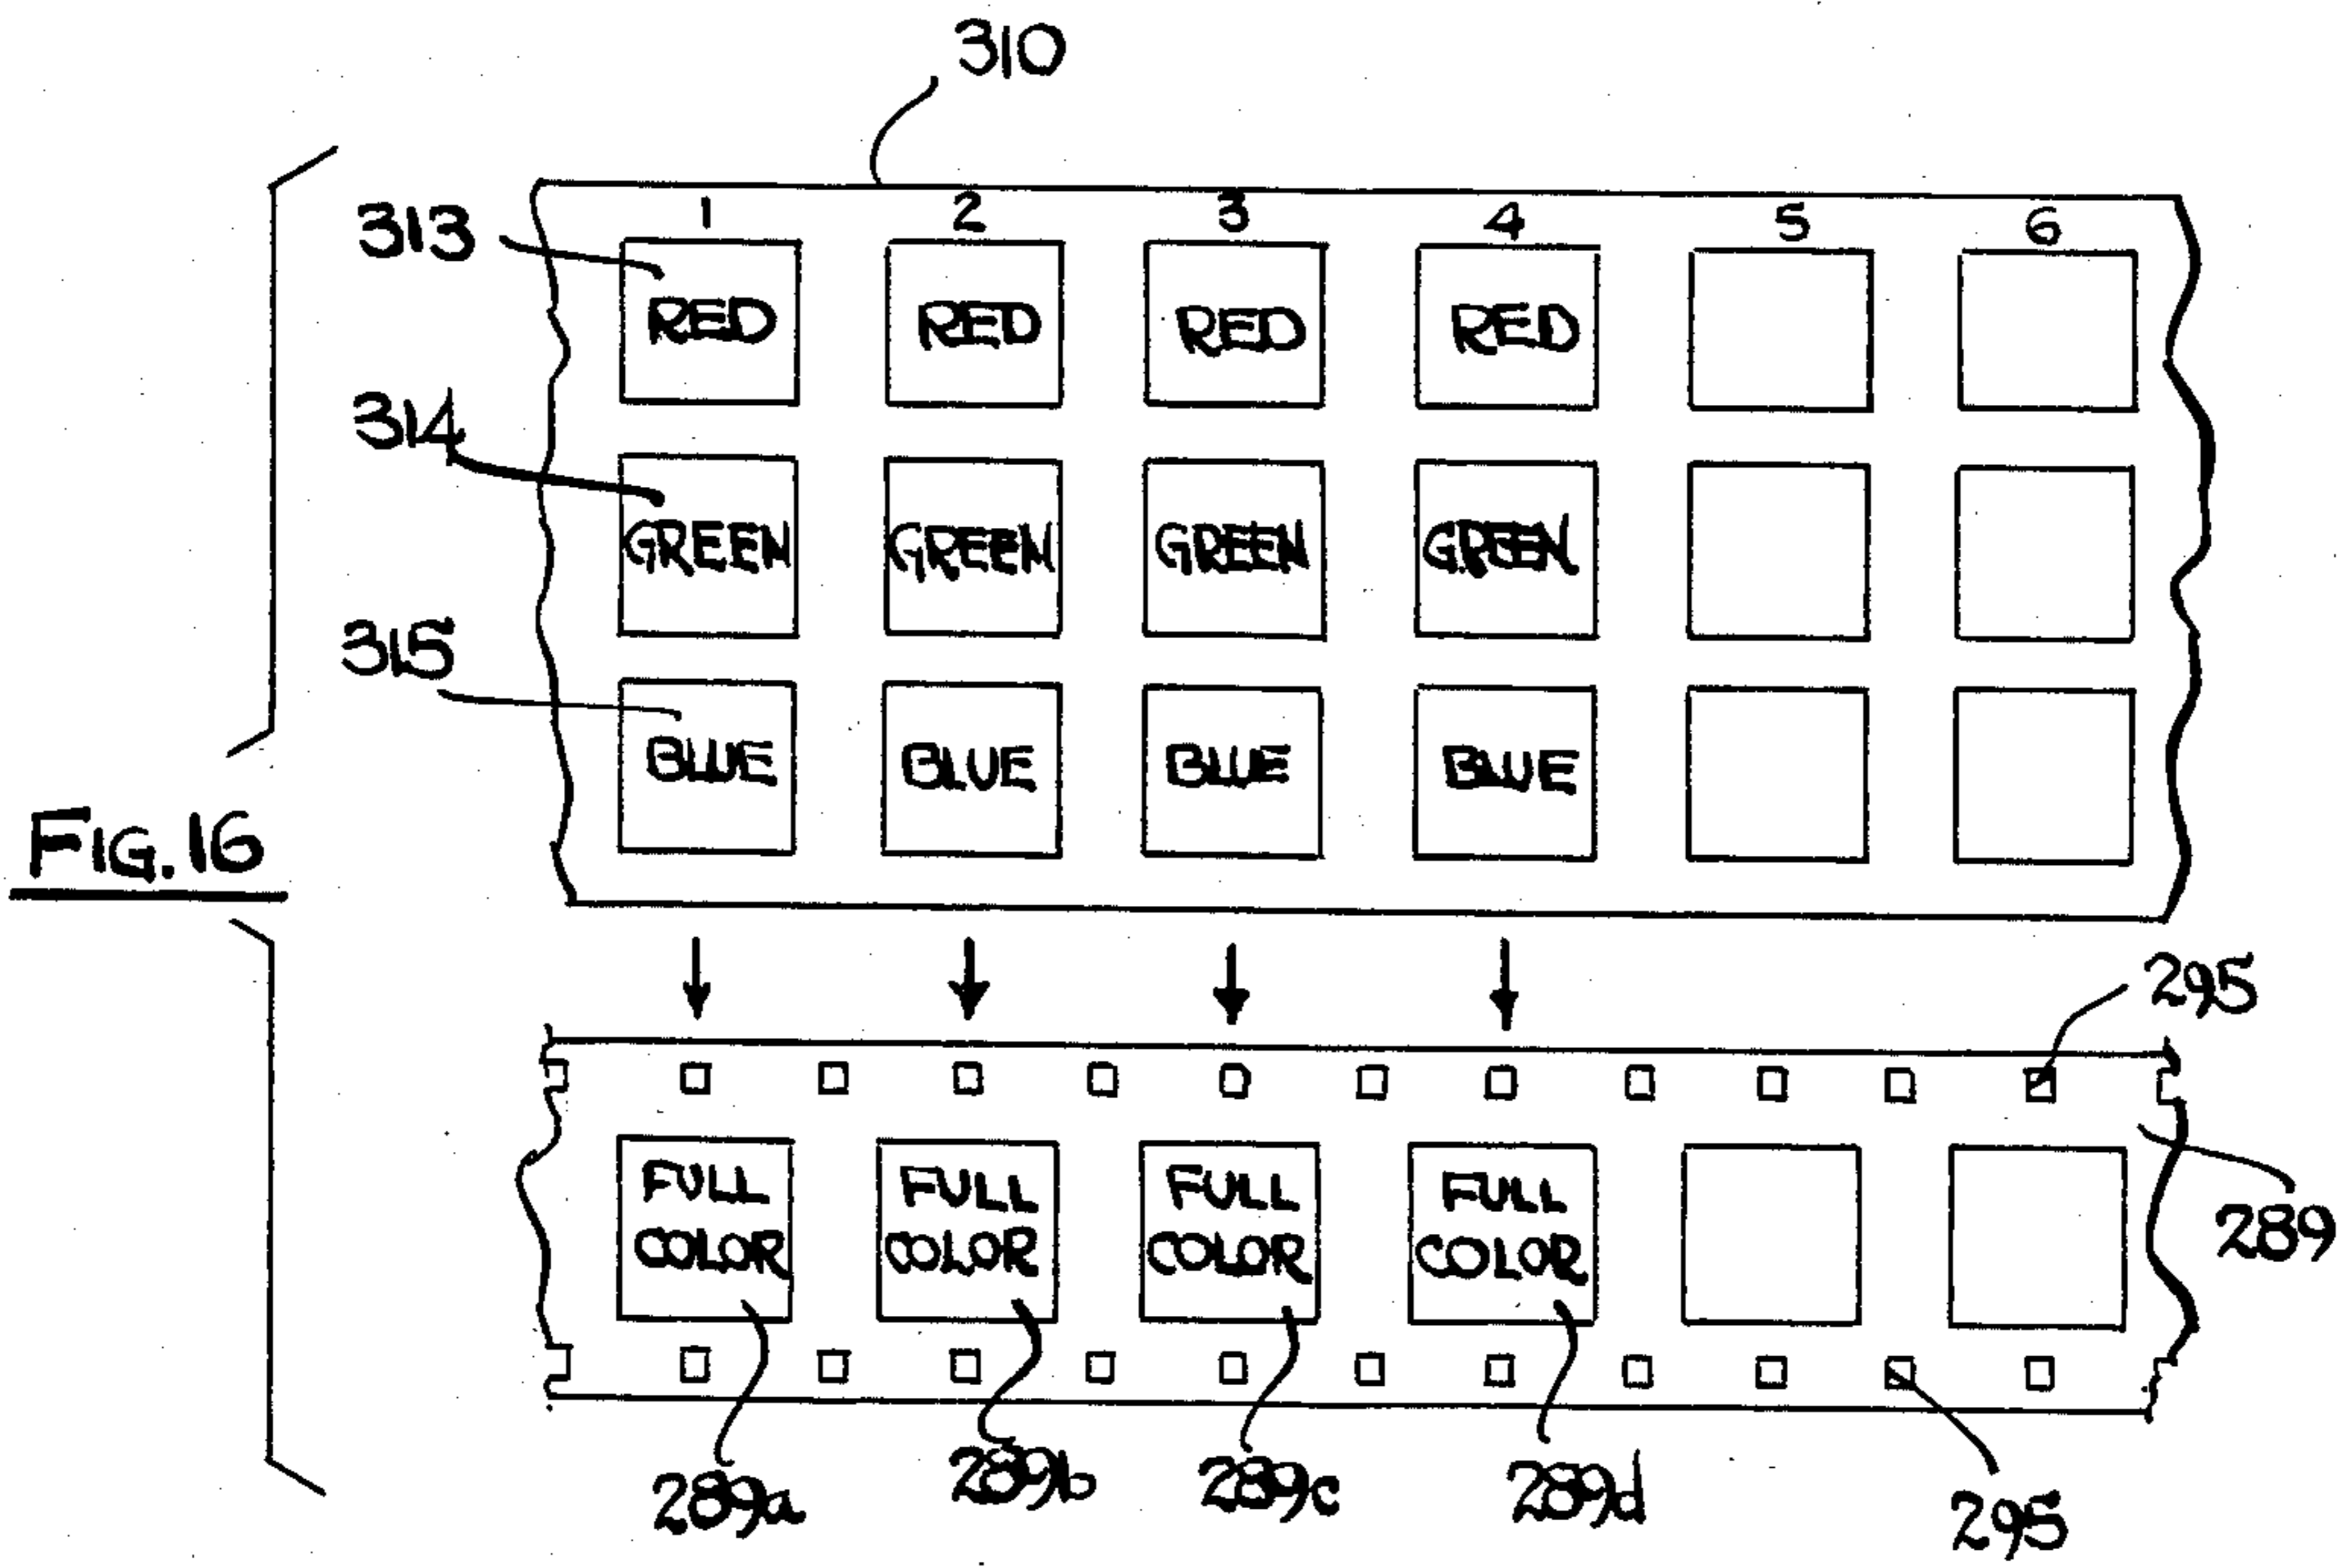 310
1 2 3 4 5 6
313
RED RED RED RED
314
GREEN GREEN GREEN GREEN
315
BLUE BLUE BLUE BLUE
FIG. 16
295
FULL FULL FULL FULL
COLOR COLOR COLOR COLOR
289
289a 289b 289c 289d
295